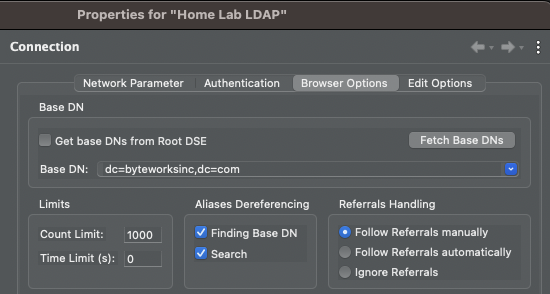 Properties for "Home Lab LDAP"
Connection
Network Parameter Authentication Browser Options Edit Options
Base DN
Get base DNs from Root DSE Fetch Base DNs
Base DN: dc=byteworksinc,dc=com
Limits Aliases Dereferencing Referrals Handling
Count Limit: 1000 Finding Base DN Follow Referrals manually
Time Limit (s): 0 Search Follow Referrals automatically
Ignore Referrals